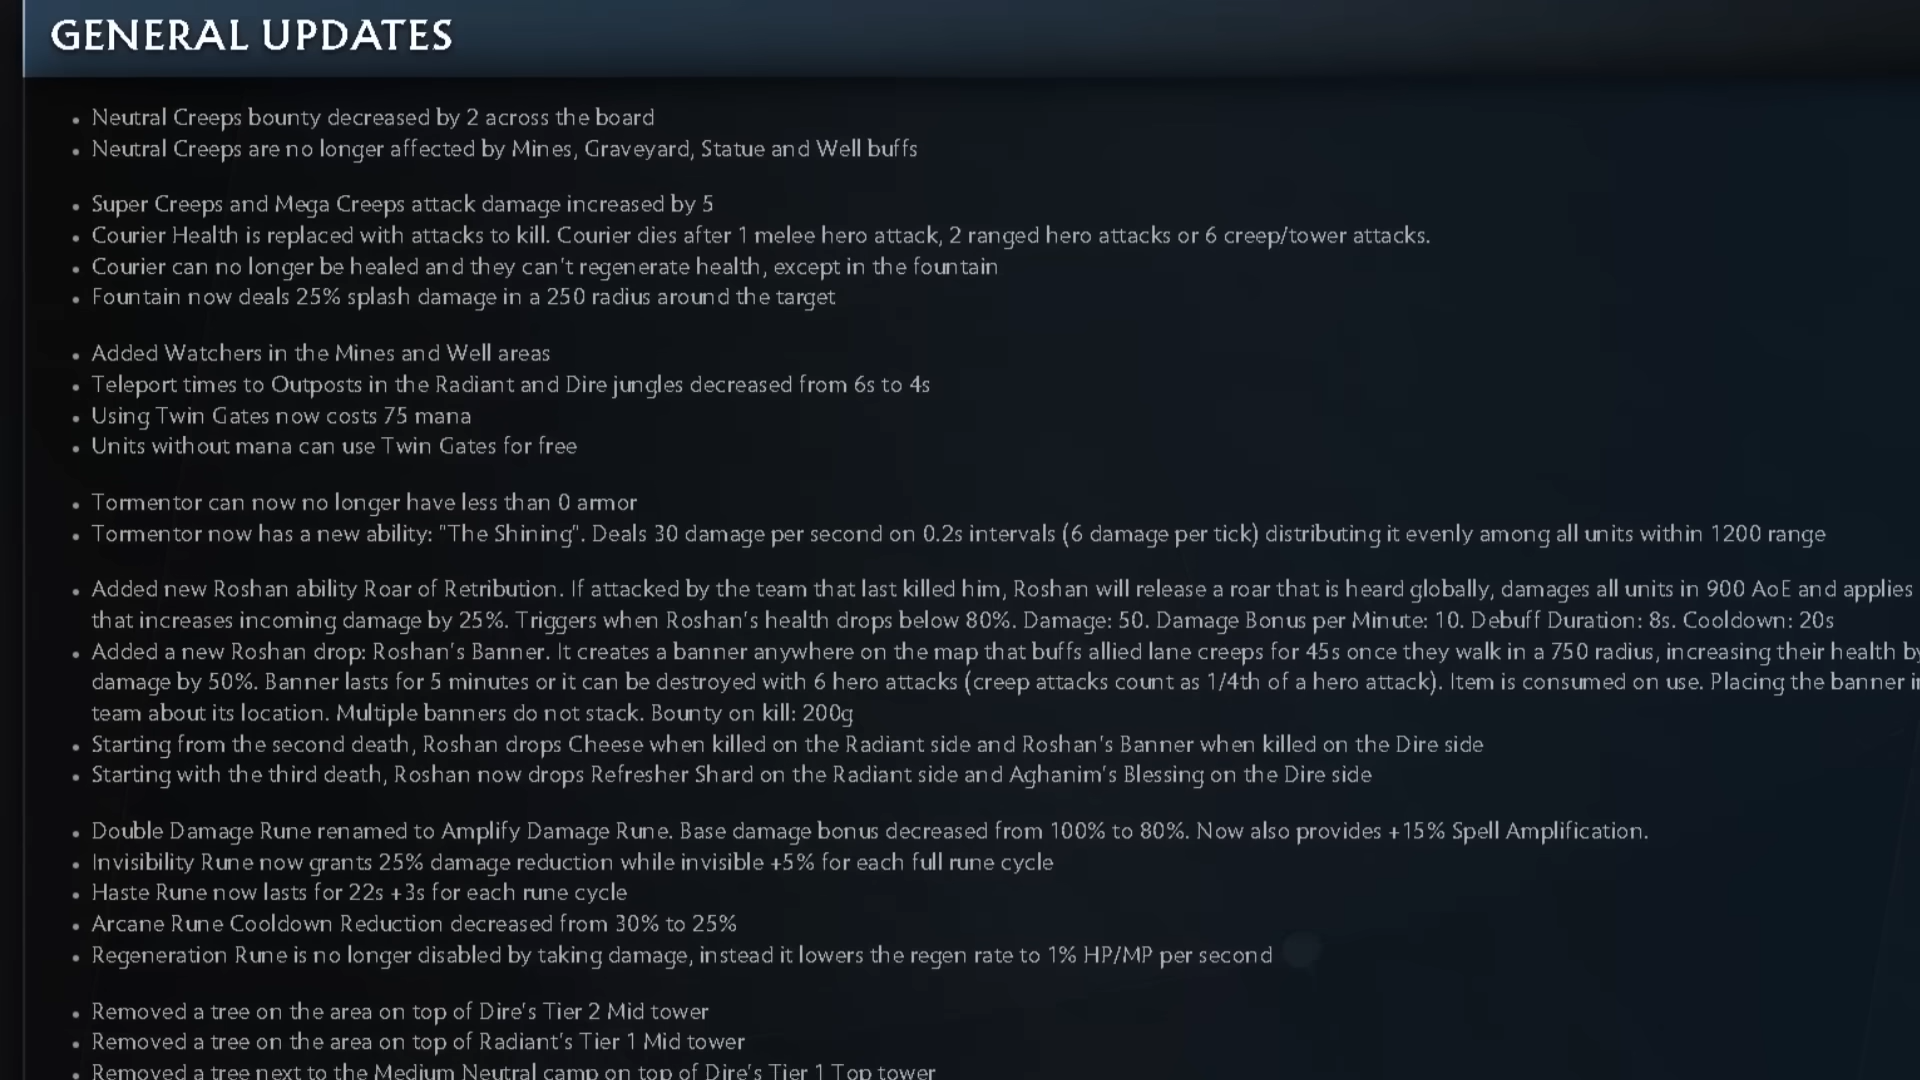 GENERAL UPDATES
• Neutral Creeps bounty decreased by 2 across the board
• Neutral Creeps are no longer affected by Mines, Graveyard, Statue and Well buffs
• Super Creeps and Mega Creeps attack damage increased by 5
• Courier Health is replaced with attacks to kill. Courier dies after 1 melee hero attack, 2 ranged hero attacks or 6 creep/tower attacks.
• Courier can no longer be healed and they can't regenerate health, except in the fountain
• Fountain now deals 25% splash damage in a 250 radius around the target
• Added Watchers in the Mines and Well areas
• Teleport times to Outposts in the Radiant and Dire jungles decreased from 6s to 4s
• Using Twin Gates now costs 75 mana
• Units without mana can use Twin Gates for free
• Tormentor can now no longer have less than 0 armor
• Tormentor now has a new ability: "The Shining". Deals 30 damage per second on 0.2s intervals (6 damage per tick) distributing it evenly among all units within 1200 range
• Added new Roshan ability Roar of Retribution. If attacked by the team that last killed him, Roshan will release a roar that is heard globally, damages all units in 900 AoE and applies
that increases incoming damage by 25%. Triggers when Roshan's health drops below 80%. Damage: 50. Damage Bonus per Minute: 10. Debuff Duration: 8s. Cooldown: 20s
• Added a new Roshan drop: Roshan's Banner. It creates a banner anywhere on the map that buffs allied lane creeps for 45s once they walk in a 750 radius, increasing their health by
damage by 50%. Banner lasts for 5 minutes or it can be destroyed with 6 hero attacks (creep attacks count as 1/4th of a hero attack). Item is consumed on use. Placing the banner in
team about its location. Multiple banners do not stack. Bounty on kill: 200g
• Starting from the second death, Roshan drops Cheese when killed on the Radiant side and Roshan's Banner when killed on the Dire side
• Starting with the third death, Roshan now drops Refresher Shard on the Radiant side and Aghanim's Blessing on the Dire side
• Double Damage Rune renamed to Amplify Damage Rune. Base damage bonus decreased from 100% to 80%. Now also provides +15% Spell Amplification.
• Invisibility Rune now grants 25% damage reduction while invisible +5% for each full rune cycle
• Haste Rune now lasts for 22s +3s for each rune cycle
• Arcane Rune Cooldown Reduction decreased from 30% to 25%
• Regeneration Rune is no longer disabled by taking damage, instead it lowers the regen rate to 1% HP/MP per second
• Removed a tree on the area on top of Dire's Tier 2 Mid tower
• Removed a tree on the area on top of Radiant's Tier 1 Mid tower
• Removed a tree next to the Medium Neutral camp on top of Dire's Tier 1 Top tower